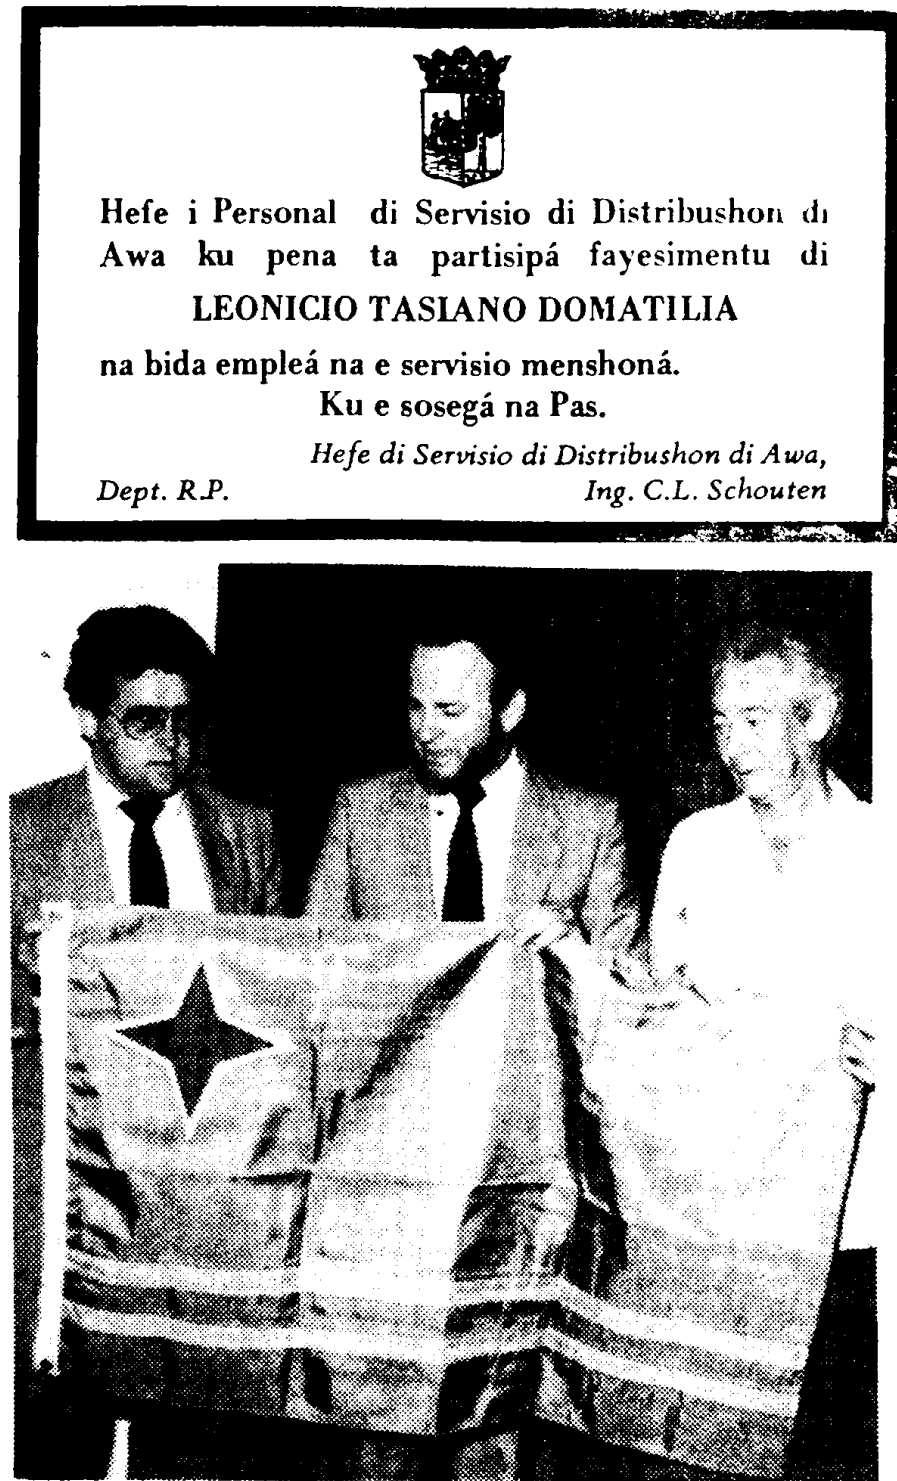 Hefe i Personal di Servisio di Distribushon di
Awa ku pena ta partisipá fayesimentu di
LEONICIO TASIANO DOMATILIA
na bida empleá na e servisio menshoná.
Ku e sosegá na Pas.
Hefe di Servisio di Distribushon di Awa,
Dept. R.P. Ing. C.L. Schouten